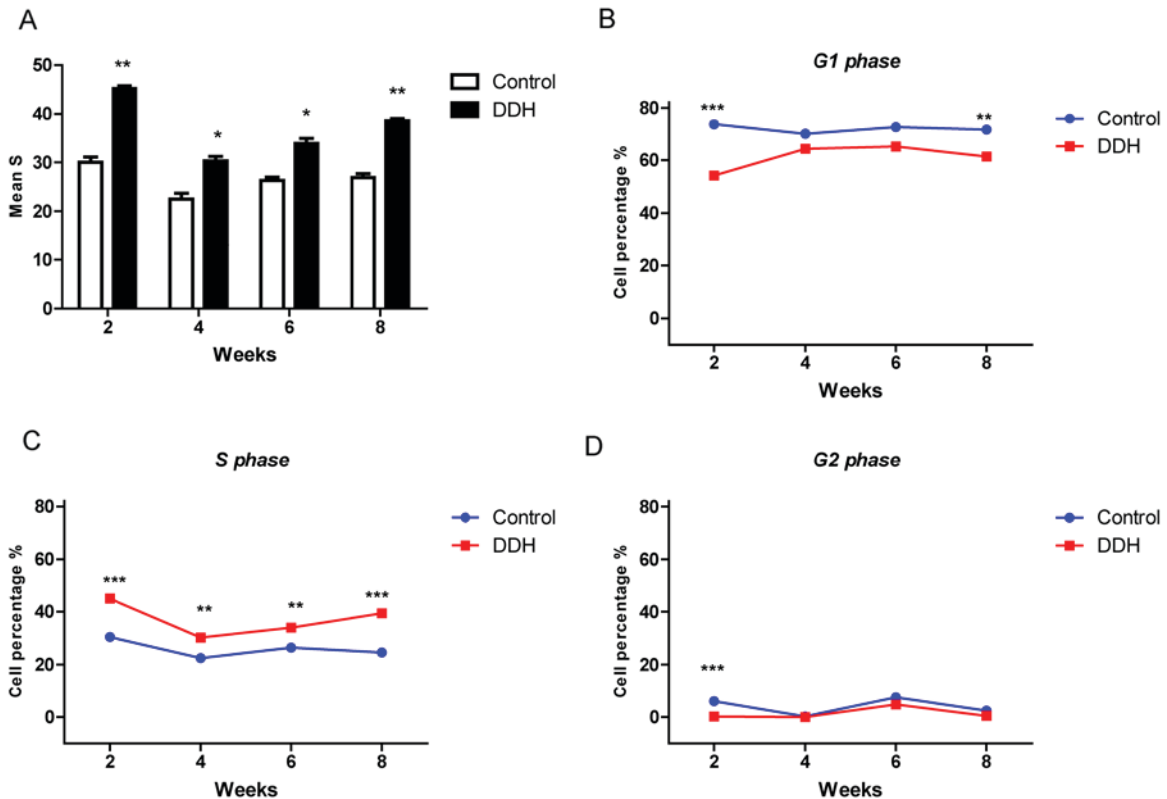 A
50
40
30
20
10
0
Mean S
**
*
*
**
Control
DDH
2 4 6 8
Weeks
B
G1 phase
80
60
40
20
0
Cell percentage %
***
**
Control
DDH
2 4 6 8
Weeks
C
S phase
80
60
40
20
0
Cell percentage %
***
**
**
***
Control
DDH
2 4 6 8
Weeks
D
G2 phase
80
60
40
20
0
Cell percentage %
***
Control
DDH
2 4 6 8
Weeks